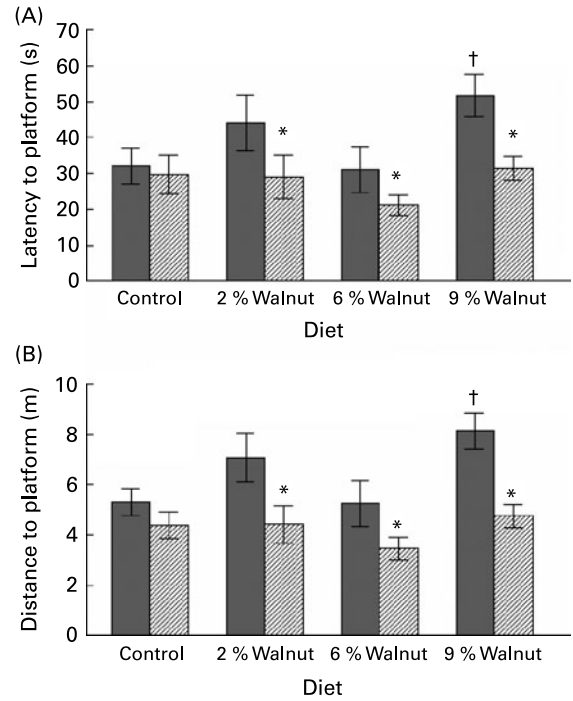 (A)
70
60
50
40
30
20
10
0
Latency to platform (s)
†
*
*
*
Control
2 % Walnut
6 % Walnut
9 % Walnut
Diet
(B)
10
8
6
4
2
0
Distance to platform (m)
†
*
*
*
Control
2 % Walnut
6 % Walnut
9 % Walnut
Diet